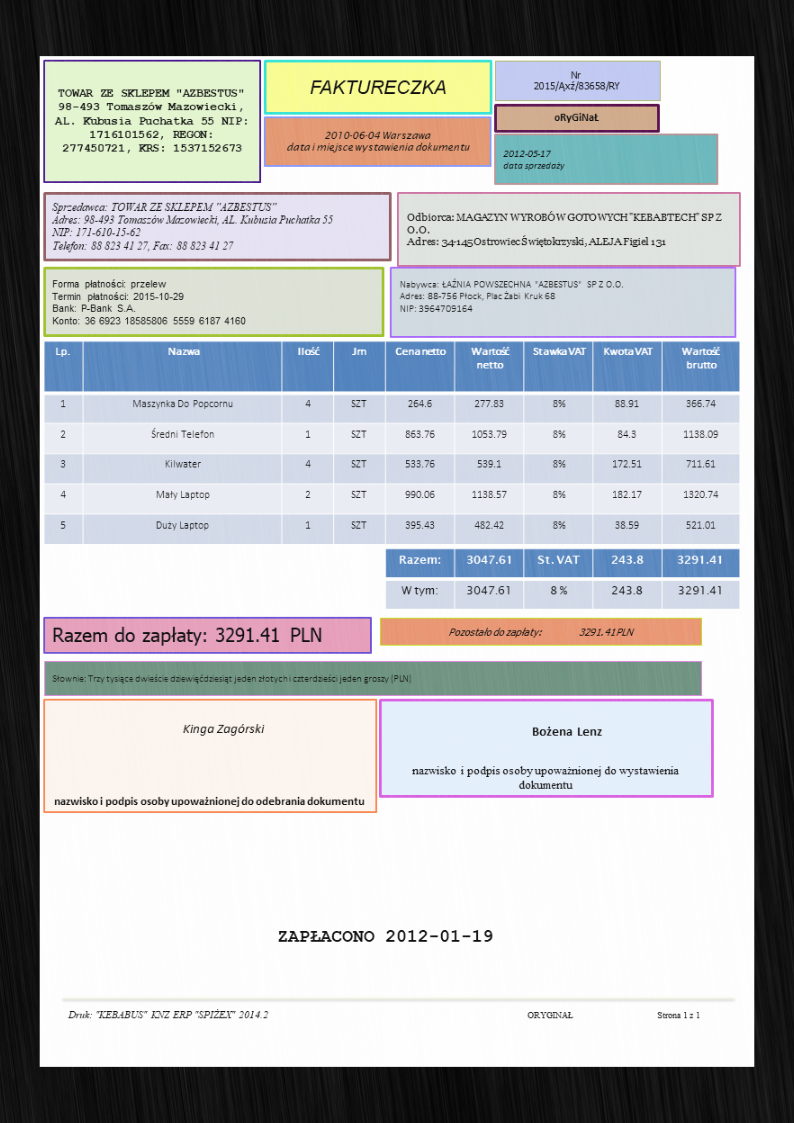 TOWAR ZE SKLEPEM "AZBESTUS"
98-493 Tomaszów Mazowiecki,
AL. Kubusia Puchatka 55 NIP:
1716101562, REGON:
277450721, KRS: 1537152673
FAKTURECZKA
2010-06-04 Warszawa
data i miejsce wystawienia dokumentu
Nr
2015/Ąxź/83658/RY
oRyGiNaŁ
2012-05-17
data sprzedaży
Sprzedawca: TOWAR ZE SKLEPEM "AZBESTUS"
Adres: 98-493 Tomaszów Mazowiecki, AL. Kubusia Puchatka 55
NIP: 171-610-15-62
Telefon: 88 823 41 27, Fax: 88 823 41 27
Odbiorca: MAGAZYN WYROBÓW GOTOWYCH "KEBABTECH" SP Z
O.O.
Adres: 34-145 Ostrowiec Świętokrzyski, ALEJA Figiel 131
Forma płatności: przelew
Termin płatności: 2015-10-29
Bank: P-Bank S.A.
Konto: 36 6923 18585806 5559 6187 4160
Nabywca: ŁAŹNIA POWSZECHNA "AZBESTUS" SP Z O.O.
Adres: 88-756 Płock, Plac Żabi Kruk 68
NIP: 3964709164
Lp. Nazwa Ilość Jm Cena netto Wartość netto Stawka VAT Kwota VAT Wartość brutto
1 Maszynka Do Popcornu 4 SZT 264.6 277.83 8% 88.91 366.74
2 Średni Telefon 1 SZT 863.76 1053.79 8% 84.3 1138.09
3 Kilwater 4 SZT 533.76 539.1 8% 172.51 711.61
4 Mały Laptop 2 SZT 990.06 1138.57 8% 182.17 1320.74
5 Duży Laptop 1 SZT 395.43 482.42 8% 38.59 521.01
Razem: 3047.61 St. VAT 243.8 3291.41
W tym: 3047.61 8 % 243.8 3291.41
Razem do zapłaty: 3291.41 PLN
Pozostało do zapłaty: 3291.41 PLN
Słownie: Trzy tysiące dwieście dziewięćdziesiąt jeden złotych i czterdzieści jeden groszy (PLN)
Kinga Zagórski
nazwisko i podpis osoby upoważnionej do odebrania dokumentu
Bożena Lenz
nazwisko i podpis osoby upoważnionej do wystawienia
dokumentu
ZAPŁACONO 2012-01-19
Druk: "KEBABUS" KNZ ERP "SPIŻEX" 2014.2 ORYGINAŁ Strona 1 z 1